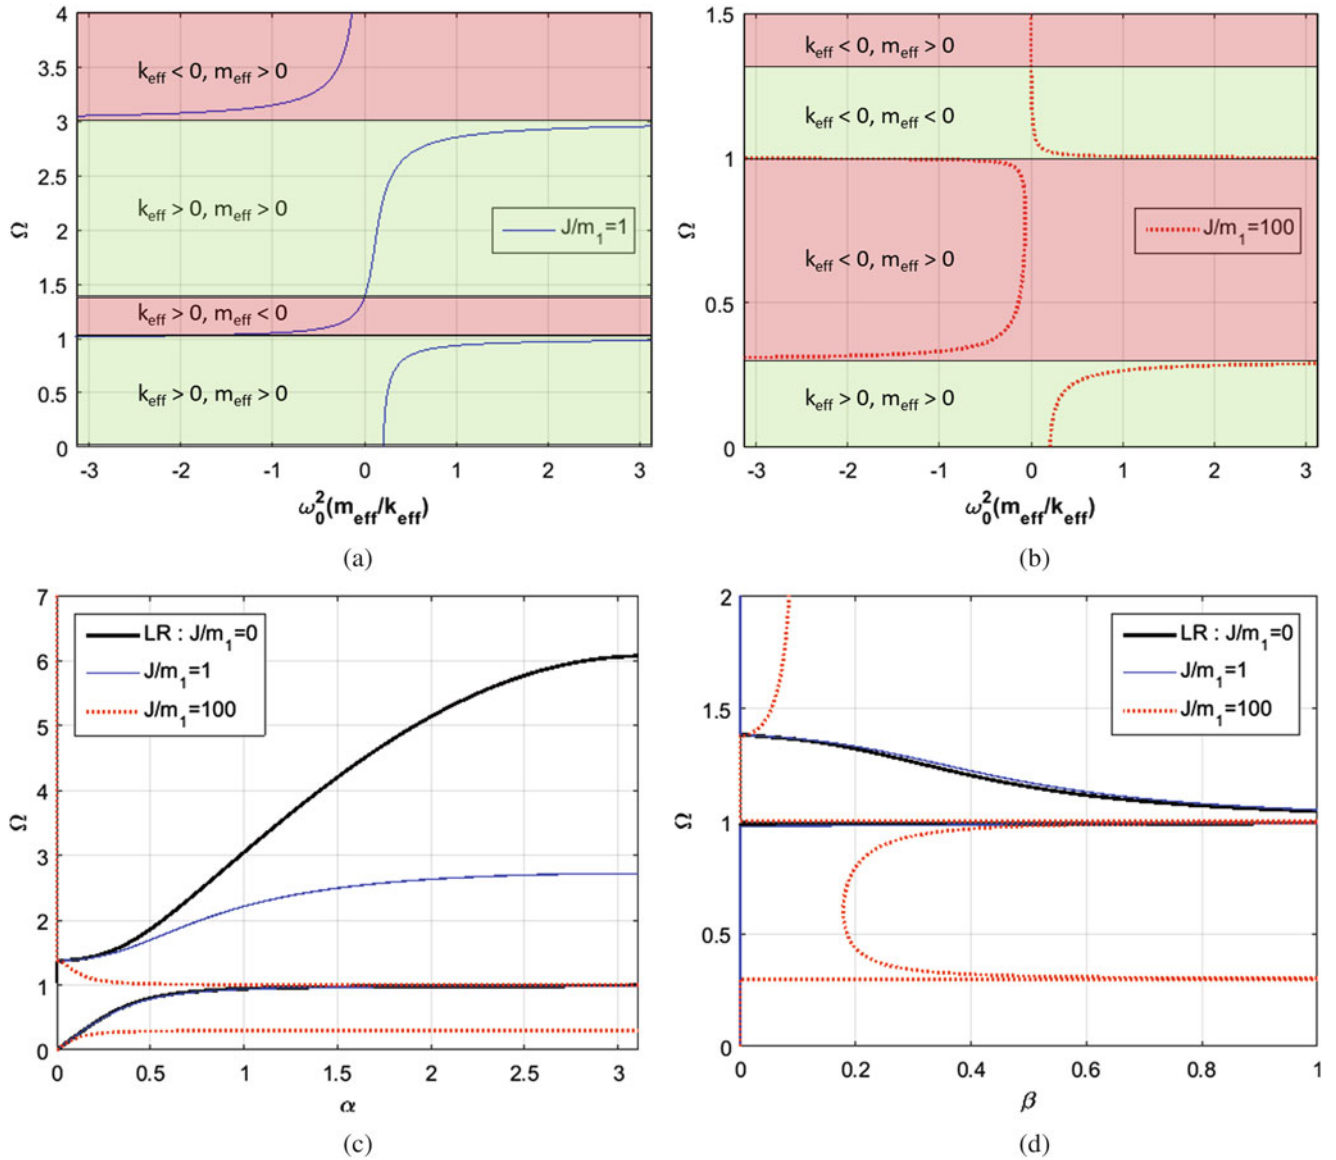 4
3.5
3
2.5
2
1.5
1
0.5
0
Ω
k_eff < 0, m_eff > 0
k_eff > 0, m_eff > 0
J/m_1=1
k_eff > 0, m_eff < 0
k_eff > 0, m_eff > 0
-3 -2 -1 0 1 2 3
ω_0^2(m_eff/k_eff)
(a)
1.5
1
0.5
0
Ω
k_eff < 0, m_eff > 0
k_eff < 0, m_eff < 0
k_eff < 0, m_eff > 0
J/m_1=100
k_eff > 0, m_eff > 0
-3 -2 -1 0 1 2 3
ω_0^2(m_eff/k_eff)
(b)
7
6
5
4
3
2
1
0
Ω
LR : J/m_1=0
J/m_1=1
J/m_1=100
0 0.5 1 1.5 2 2.5 3
α
(c)
2
1.5
1
0.5
0
Ω
LR : J/m_1=0
J/m_1=1
J/m_1=100
0 0.2 0.4 0.6 0.8 1
β
(d)